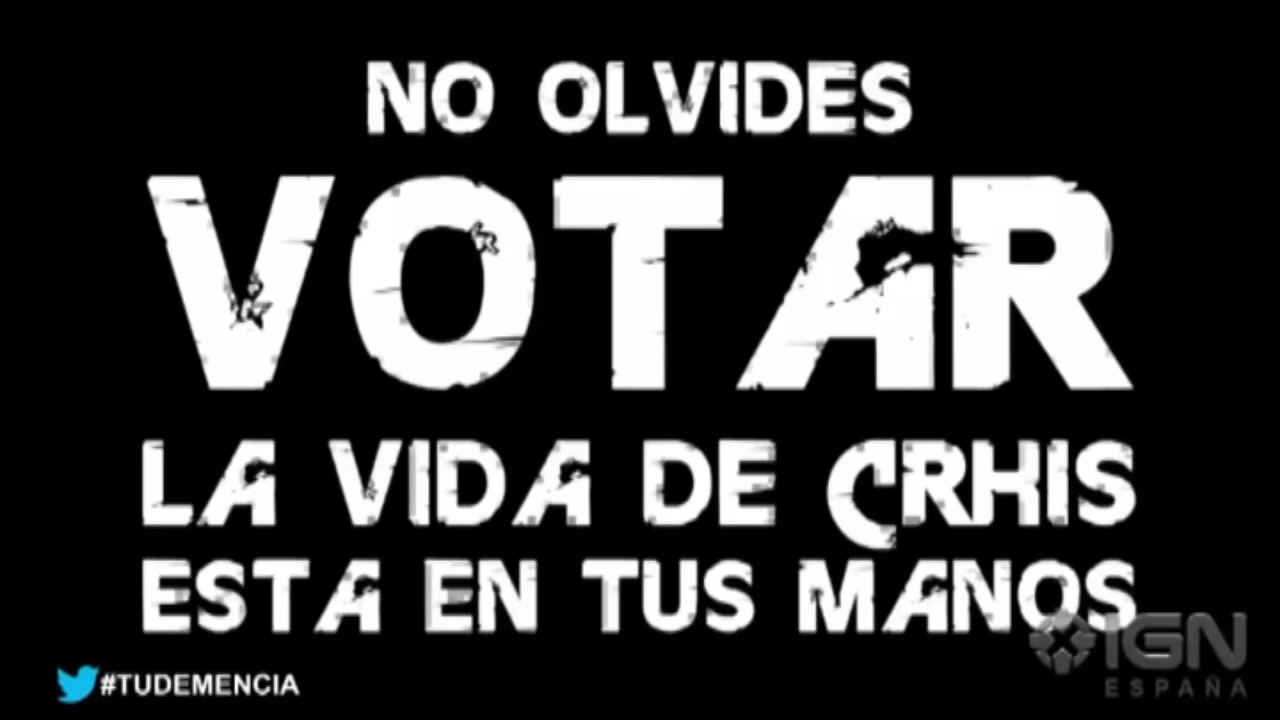 NO OLVIDES
VOTAR
LA VIDA DE CRHIS
ESTA EN TUS MANOS
IGN
ESPAÑA
#TUDEMENCIA